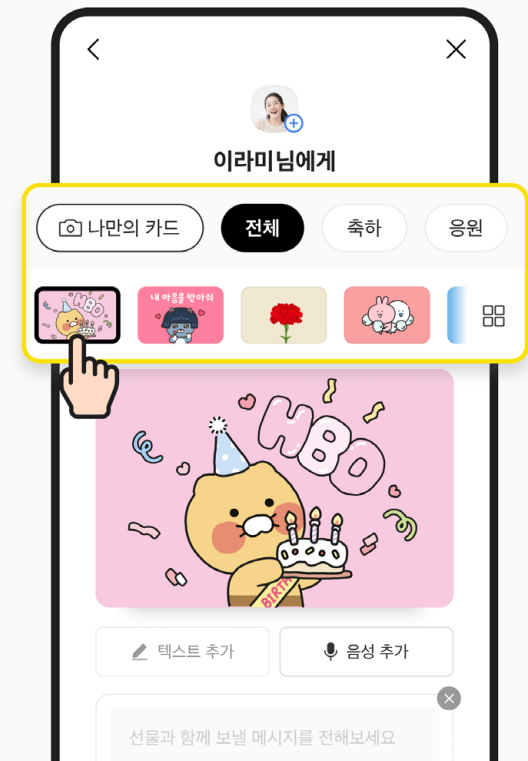 이라미님에게
나만의 카드
전체
축하
응원
HBD
내 마음을 받아줘
HBD
BIRTH
텍스트 추가
음성 추가
선물과 함께 보낼 메시지를 전해보세요